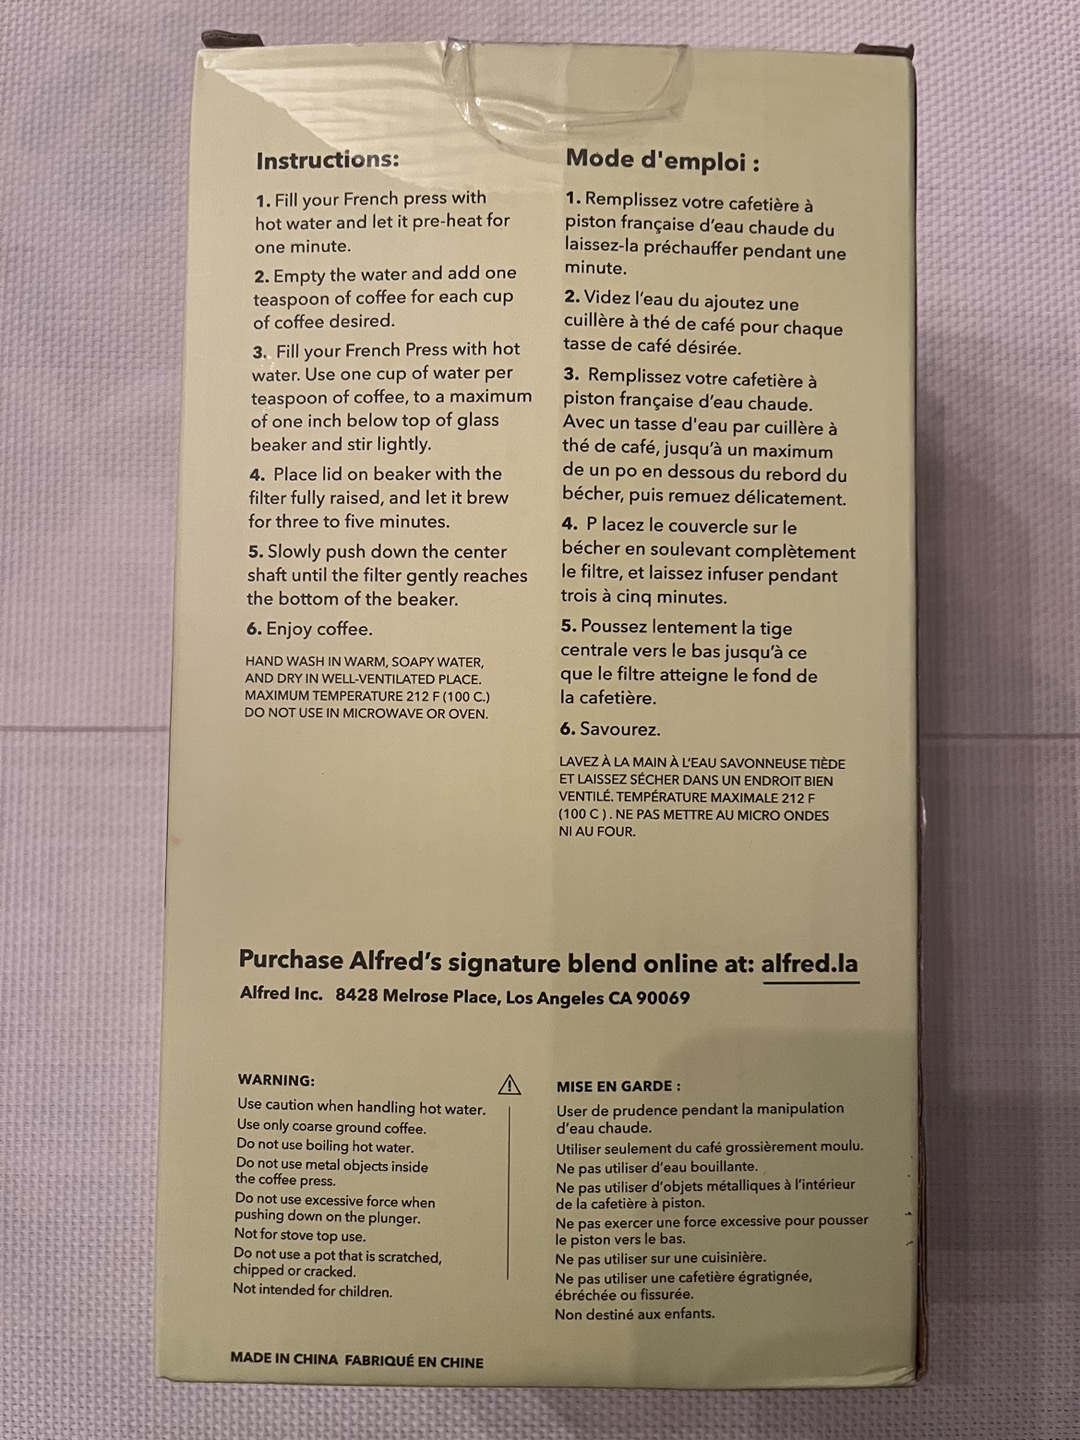 Instructions:
1. Fill your French press with
hot water and let it pre-heat for
one minute.
2. Empty the water and add one
teaspoon of coffee for each cup
of coffee desired.
3. Fill your French Press with hot
water. Use one cup of water per
teaspoon of coffee, to a maximum
of one inch below top of glass
beaker and stir lightly.
4. Place lid on beaker with the
filter fully raised, and let it brew
for three to five minutes.
5. Slowly push down the center
shaft until the filter gently reaches
the bottom of the beaker.
6. Enjoy coffee.
HAND WASH IN WARM, SOAPY WATER,
AND DRY IN WELL-VENTILATED PLACE.
MAXIMUM TEMPERATURE 212 F (100 C.)
DO NOT USE IN MICROWAVE OR OVEN.
Mode d'emploi :
1. Remplissez votre cafetière à
piston française d'eau chaude du
laissez-la préchauffer pendant une
minute.
2. Videz l'eau du ajoutez une
cuillère à thé de café pour chaque
tasse de café désirée.
3. Remplissez votre cafetière à
piston française d'eau chaude.
Avec un tasse d'eau par cuillère à
thé de café, jusqu'à un maximum
de un po en dessous du rebord du
bécher, puis remuez délicatement.
4. P lacez le couvercle sur le
bécher en soulevant complètement
le filtre, et laissez infuser pendant
trois à cinq minutes.
5. Poussez lentement la tige
centrale vers le bas jusqu'à ce
que le filtre atteigne le fond de
la cafetière.
6. Savourez.
LAVEZ À LA MAIN À L'EAU SAVONNEUSE TIÈDE
ET LAISSEZ SÉCHER DANS UN ENDROIT BIEN
VENTILÉ. TEMPÉRATURE MAXIMALE 212 F
(100 C ) . NE PAS METTRE AU MICRO ONDES
NI AU FOUR.
Purchase Alfred's signature blend online at: alfred.la
Alfred Inc. 8428 Melrose Place, Los Angeles CA 90069
WARNING:
Use caution when handling hot water.
Use only coarse ground coffee.
Do not use boiling hot water.
Do not use metal objects inside
the coffee press.
Do not use excessive force when
pushing down on the plunger.
Not for stove top use.
Do not use a pot that is scratched,
chipped or cracked.
Not intended for children.
MISE EN GARDE :
User de prudence pendant la manipulation
d'eau chaude.
Utiliser seulement du café grossièrement moulu.
Ne pas utiliser d'eau bouillante.
Ne pas utiliser d'objets métalliques à l'intérieur
de la cafetière à piston.
Ne pas exercer une force excessive pour pousser
le piston vers le bas.
Ne pas utiliser sur une cuisinière.
Ne pas utiliser une cafetière égratignée,
ébréchée ou fissurée.
Non destiné aux enfants.
MADE IN CHINA FABRIQUÉ EN CHINE